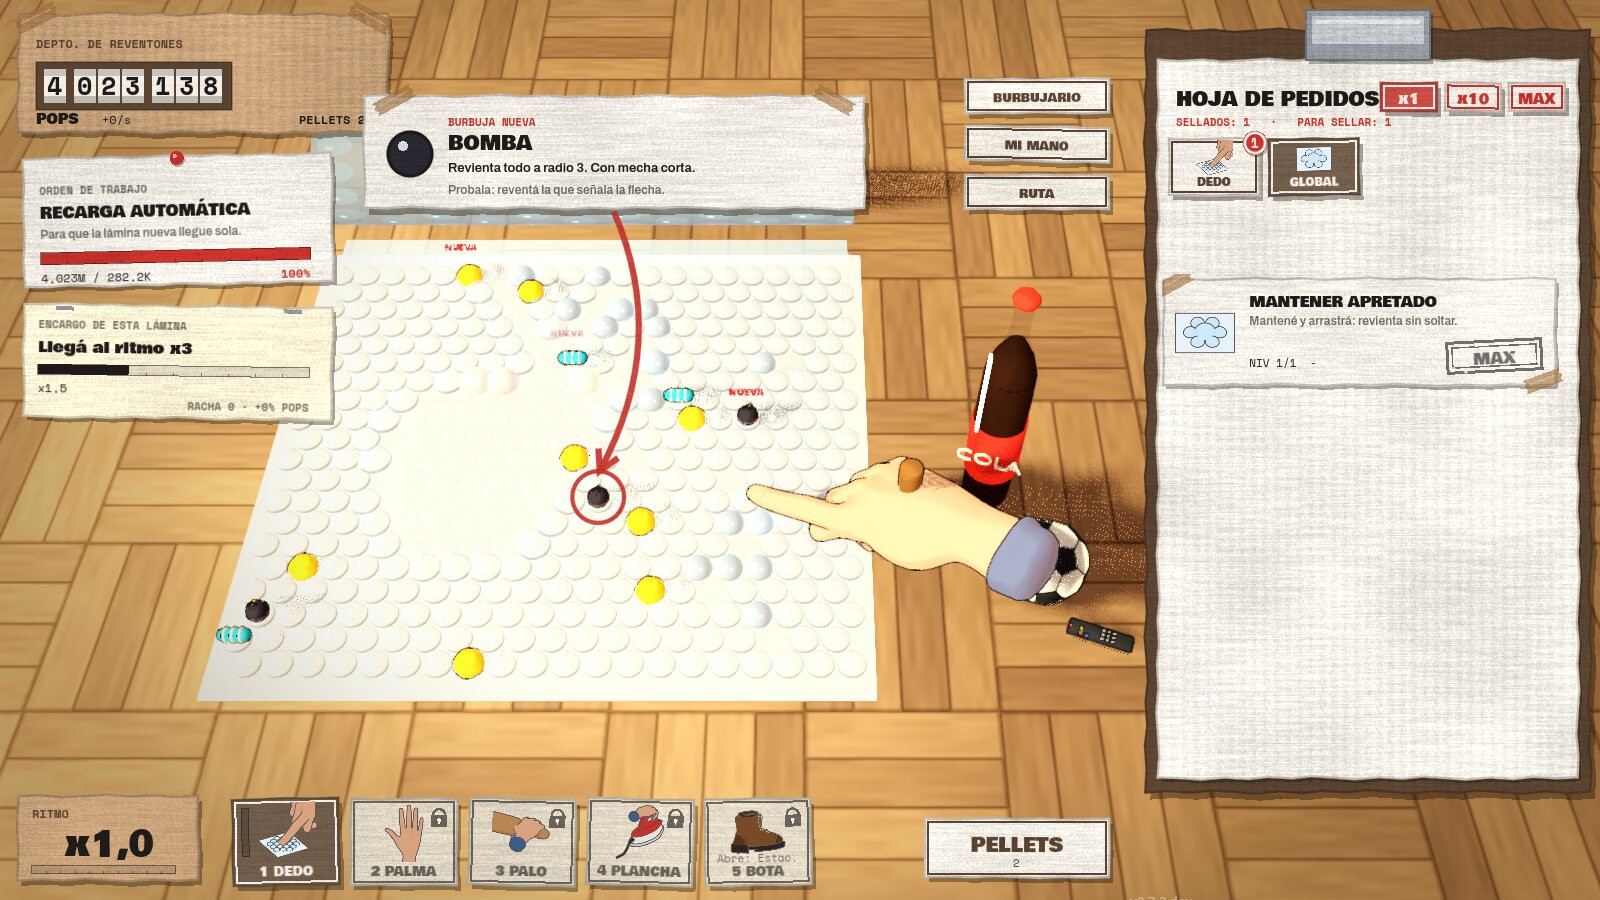 DEPTO. DE REVENTONES
4 023 138
POPS +0/s PELLETS 2
ORDEN DE TRABAJO
RECARGA AUTOMÁTICA
Para que la lámina nueva llegue sola.
4.023M / 282.2K 100%
ENCARGO DE ESTA LÁMINA
Llegá al ritmo x3
x1.5
RACHA 0 · +0% POPS
BURBUJA NUEVA
BOMBA
Revienta todo a radio 3. Con mecha corta.
Probala: reventá la que señala la flecha.
NUEVA
NUEVA
NUEVA
COLA
BURBUJARIO
MI MANO
RUTA
HOJA DE PEDIDOS x1 x10 MAX
SELLADOS: 1 · PARA SELLAR: 1
1
DEDO GLOBAL
MANTENER APRETADO
Mantené y arrastrá: revienta sin soltar.
NIV 1/1 -
MAX
RITMO
x1,0
1 DEDO
2 PALMA
3 PALO
4 PLANCHA
Abre: Estac.
5 BOTA
PELLETS
2